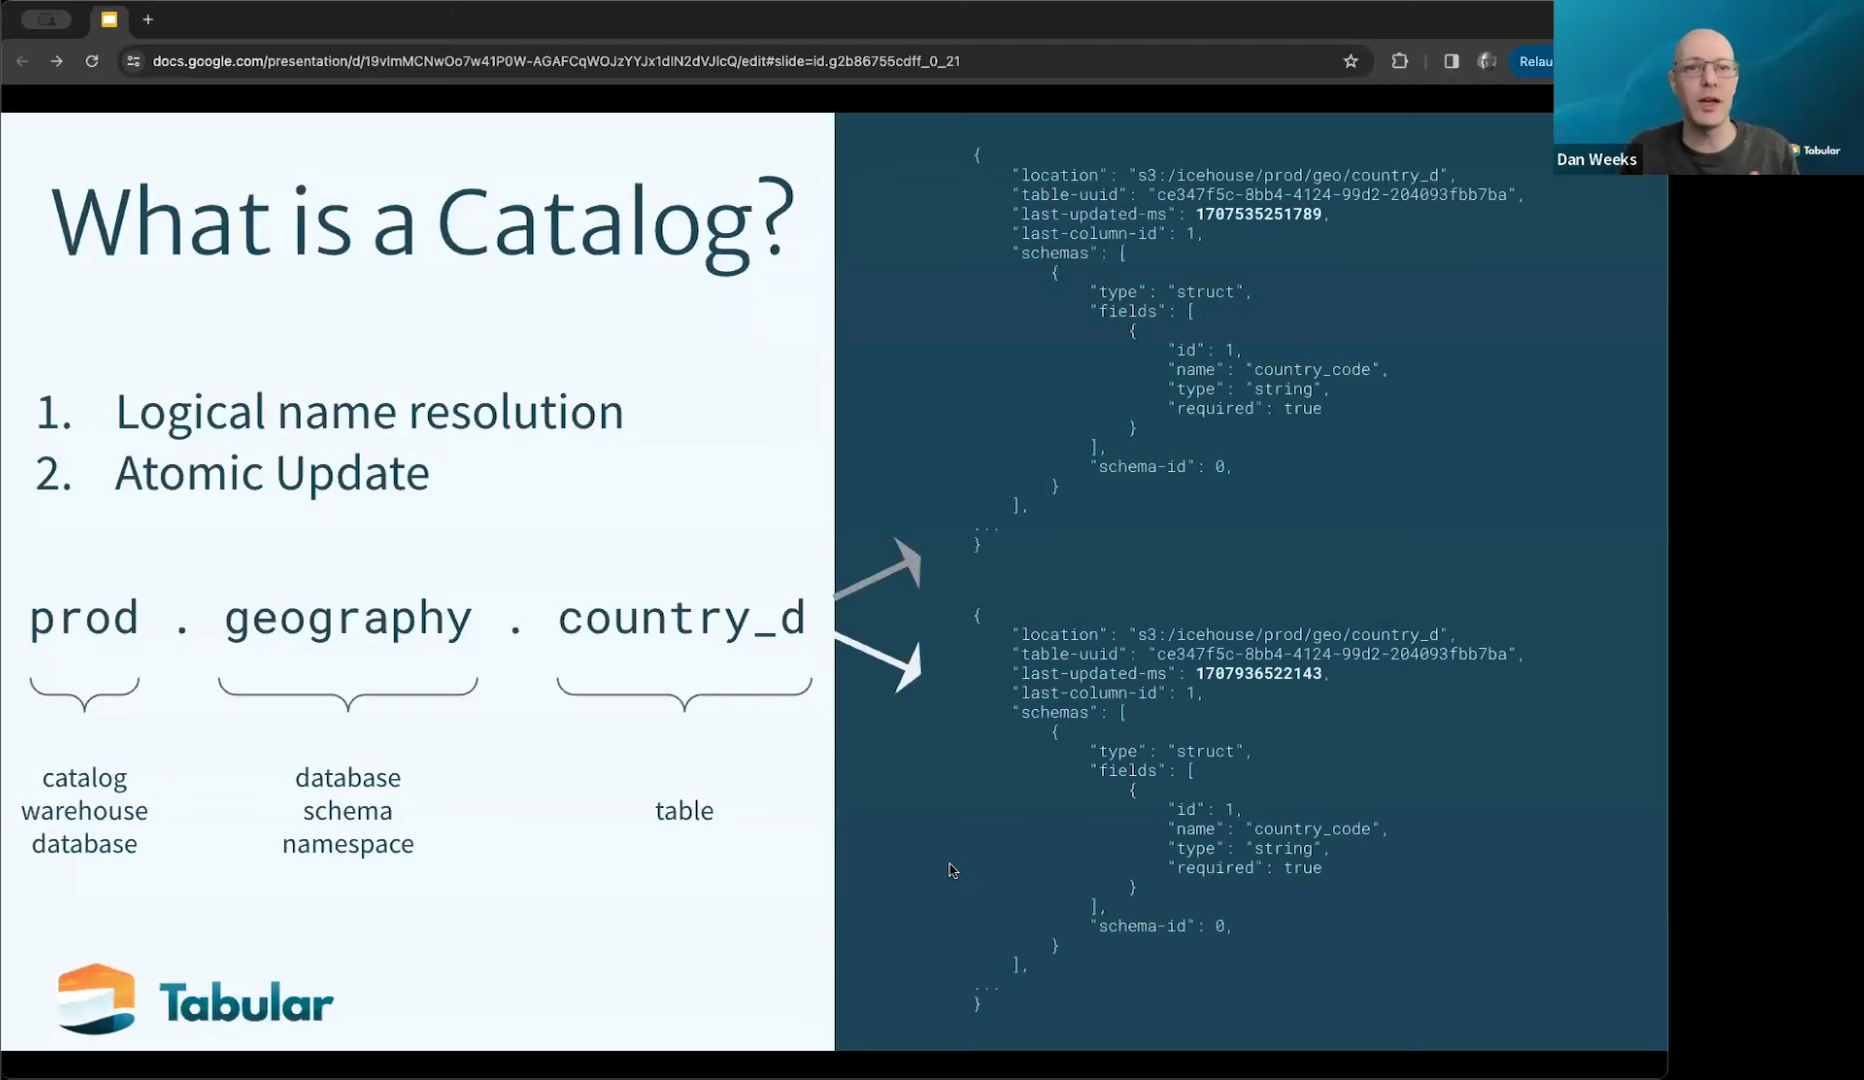 docs.google.com/presentation/d/19vlmMCNwOo7w41P0W-AGAFCqWOJzYYJx1dlN2dVJlcQ/edit#slide=id.g2b86755cdff_0_21
Relau
Dan Weeks
Tabular
What is a Catalog?
1. Logical name resolution
2. Atomic Update
prod . geography . country_d
catalog
warehouse
database
database
schema
namespace
table
Tabular
{
"location": "s3:/icehouse/prod/geo/country_d",
"table-uuid": "ce347f5c-8bb4-4124-99d2-204093fbb7ba",
"last-updated-ms": 1707535251789,
"last-column-id": 1,
"schemas": [
{
"type": "struct",
"fields": [
{
"id": 1,
"name": "country_code",
"type": "string",
"required": true
}
],
"schema-id": 0,
}
],
...
}
{
"location": "s3:/icehouse/prod/geo/country_d",
"table-uuid": "ce347f5c-8bb4-4124-99d2-204093fbb7ba",
"last-updated-ms": 1707936522143,
"last-column-id": 1,
"schemas": [
{
"type": "struct",
"fields": [
{
"id": 1,
"name": "country_code",
"type": "string",
"required": true
}
],
"schema-id": 0,
}
],
...
}